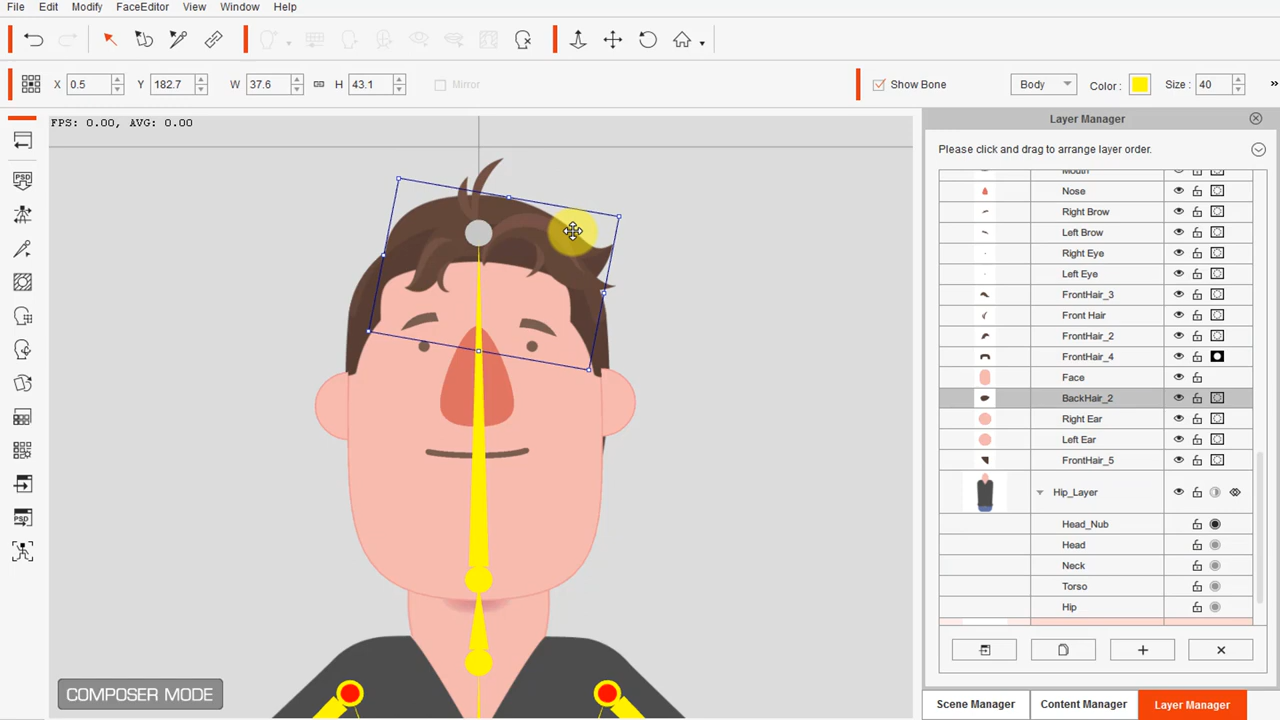 File Edit Modify FaceEditor View Window Help
X 0.5 Y 182.7 W 37.6 H 43.1 Mirror Show Bone Body Color : Size : 40 »
FPS: 0.00, AVG: 0.00
Layer Manager
Please click and drag to arrange layer order.
Mouth
Nose
Right Brow
Left Brow
Right Eye
Left Eye
FrontHair_3
Front Hair
FrontHair_2
FrontHair_4
Face
BackHair_2
Right Ear
Left Ear
FrontHair_5
Hip_Layer
Head_Nub
Head
Neck
Torso
Hip
PSD
PSD
COMPOSER MODE
Scene Manager Content Manager Layer Manager